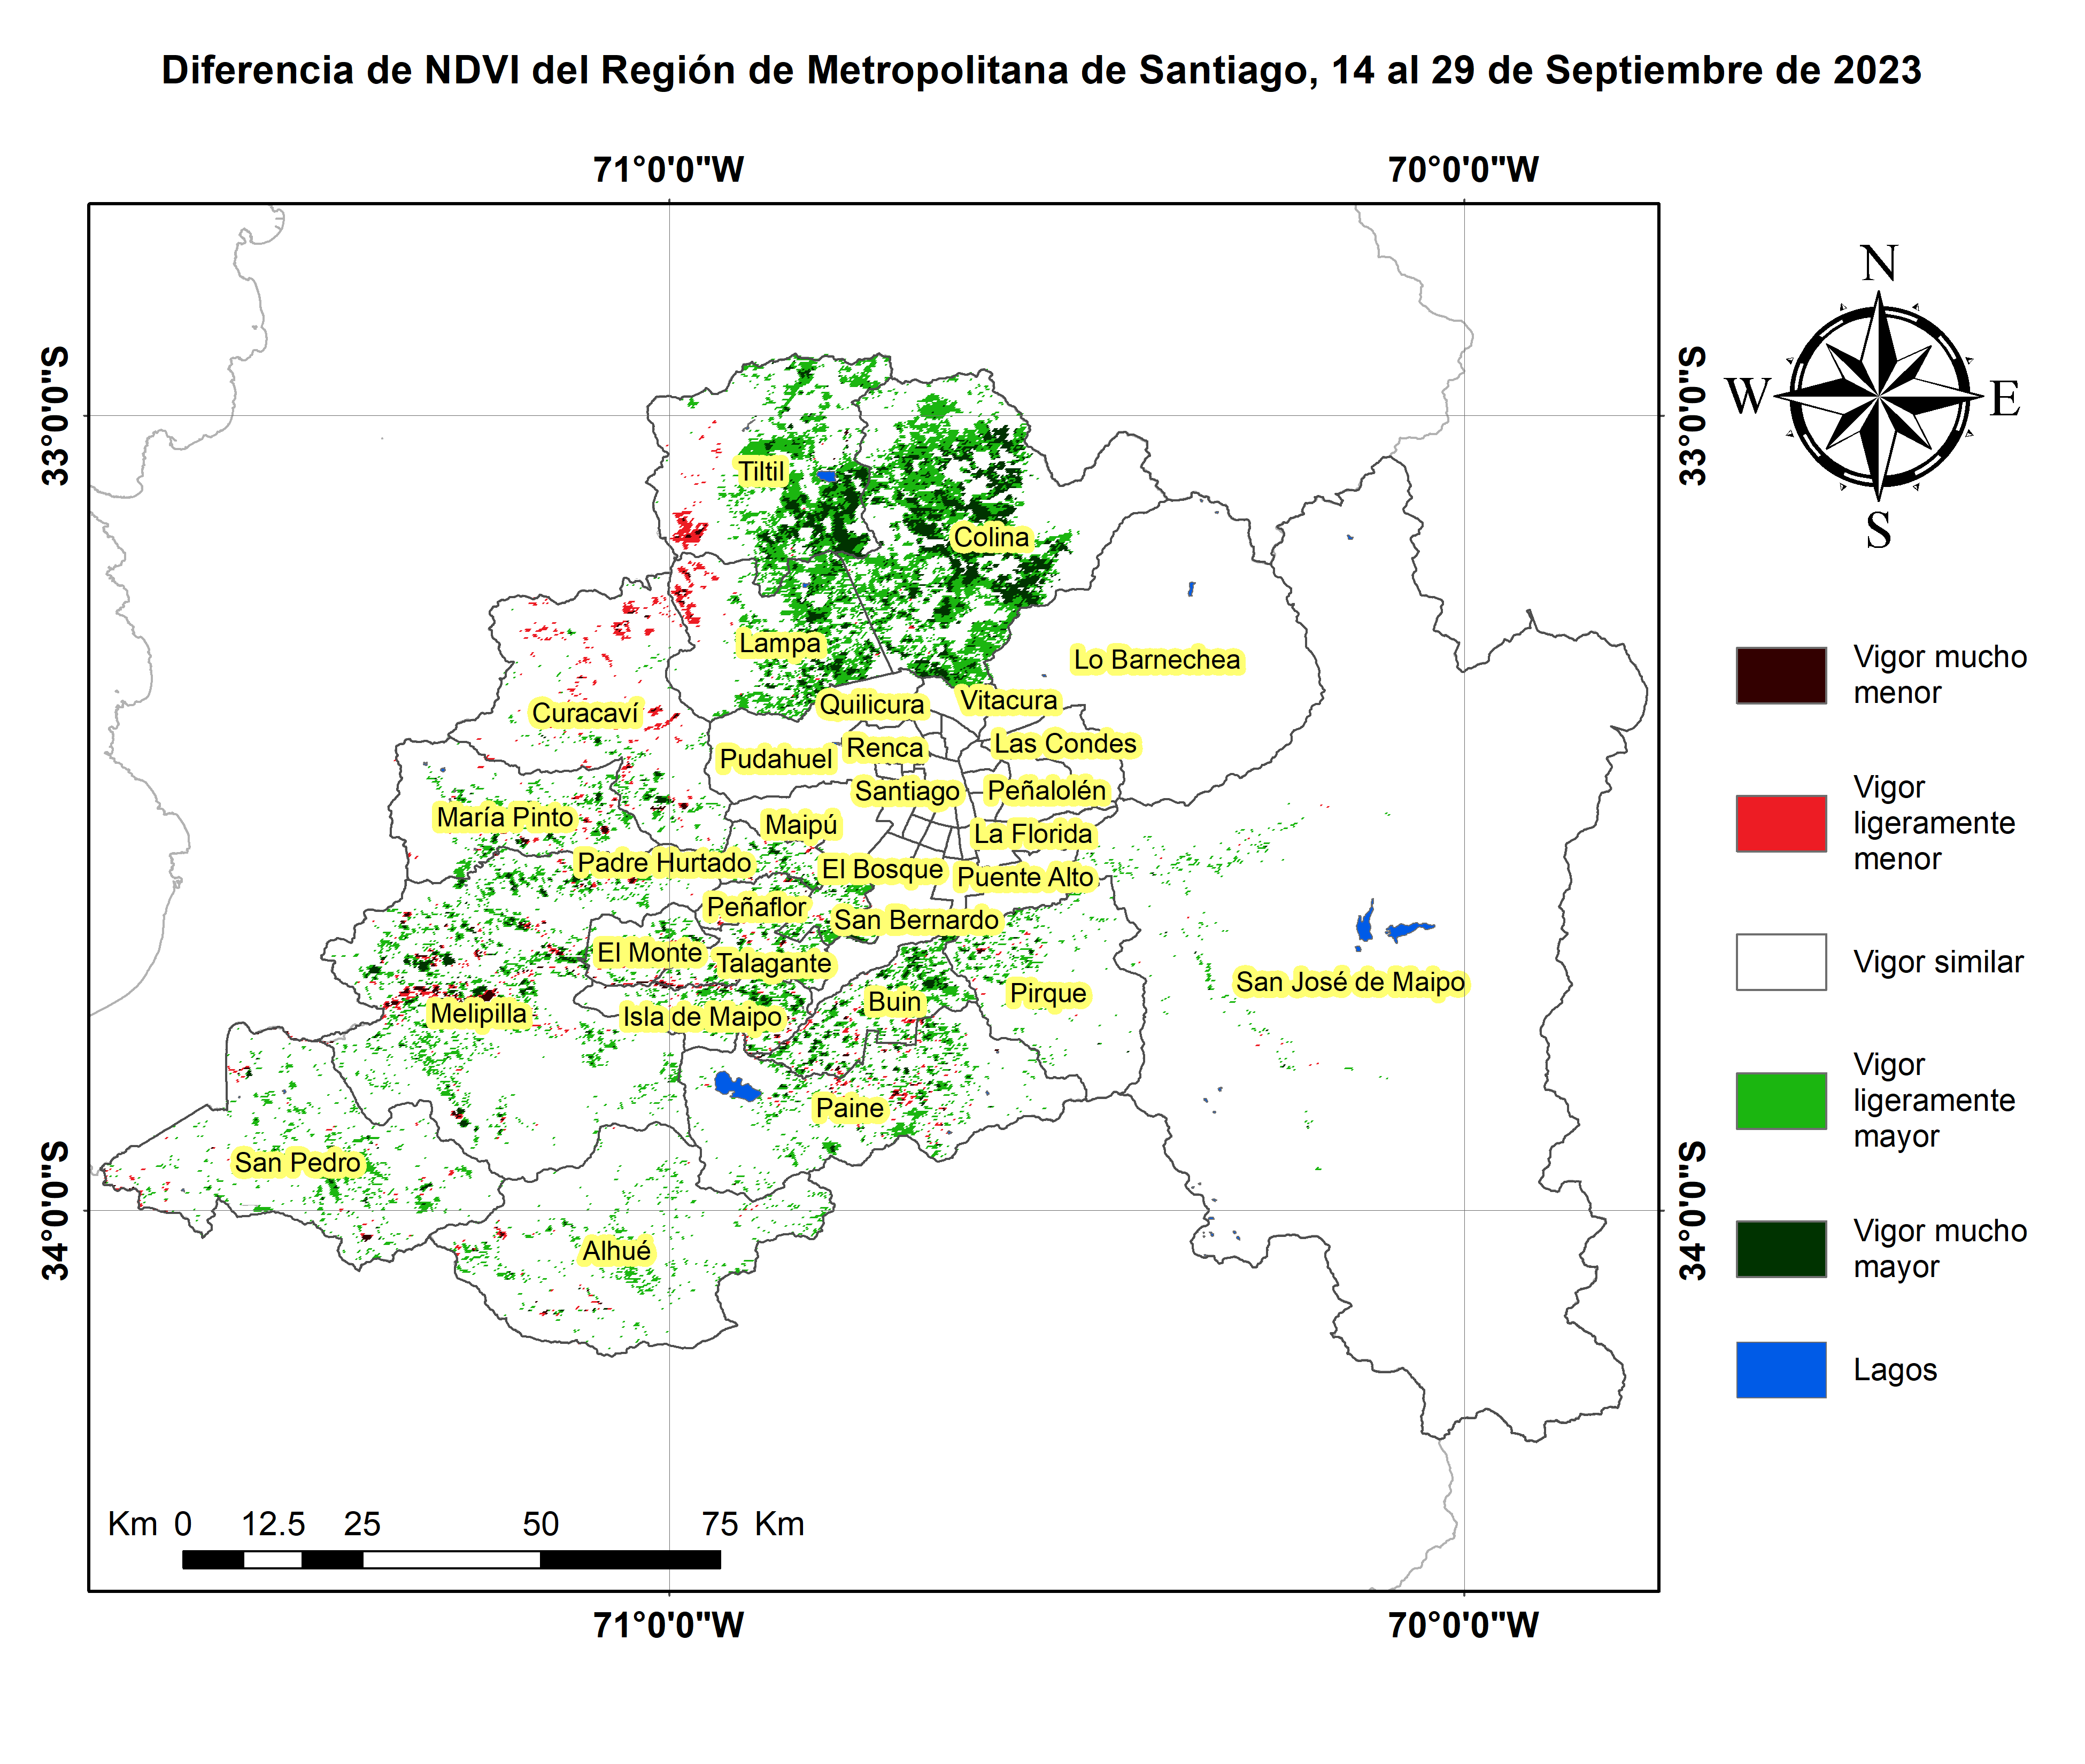 Diferencia de NDVI del Región de Metropolitana de Santiago, 14 al 29 de Septiembre de 2023
71°0'0"W
70°0'0"W
33°0'0"S
33°0'0"S
N
W
E
S
Tiltil
Colina
Lampa
Lo Barnechea
Curacaví
Quilicura
Vitacura
Pudahuel
Renca
Las Condes
Santiago
Peñalolén
María Pinto
Maipú
La Florida
Padre Hurtado
El Bosque
Puente Alto
Peñaflor
San Bernardo
El Monte
Talagante
San José de Maipo
Melipilla
Isla de Maipo
Buin
Pirque
Paine
San Pedro
Alhué
34°0'0"S
34°0'0"S
Vigor mucho
menor
Vigor
ligeramente
menor
Vigor similar
Vigor
ligeramente
mayor
Vigor mucho
mayor
Lagos
Km 0 12.5 25 50 75 Km
71°0'0"W
70°0'0"W